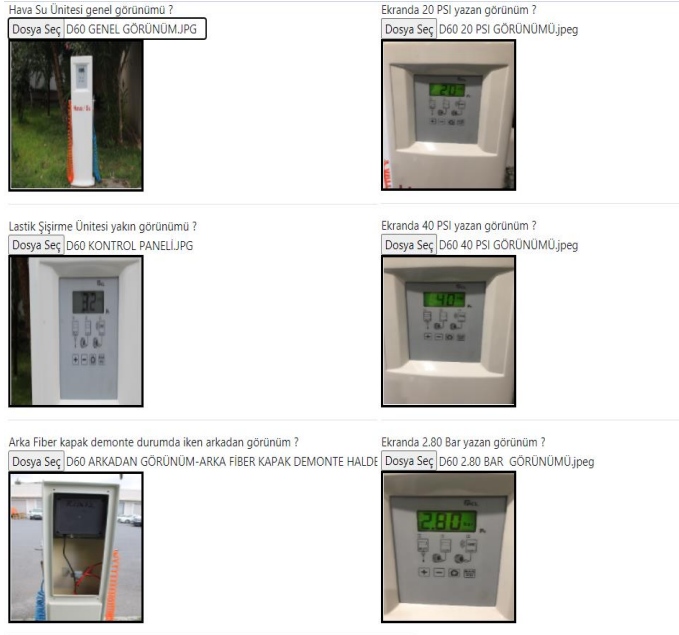 Hava Su Ünitesi genel görünümü ?
Dosya Seç D60 GENEL GÖRÜNÜM.JPG
Hava / Su
Ekranda 20 PSI yazan görünüm ?
Dosya Seç D60 20 PSI GÖRÜNÜMÜ.jpeg
20
Lastik Şişirme Ünitesi yakın görünümü ?
Dosya Seç D60 KONTROL PANELİ.JPG
32
Ekranda 40 PSI yazan görünüm ?
Dosya Seç D60 40 PSI GÖRÜNÜMÜ.jpeg
40
Arka Fiber kapak demonte durumda iken arkadan görünüm ?
Dosya Seç D60 ARKADAN GÖRÜNÜM-ARKA FİBER KAPAK DEMONTE HALDE
Ekranda 2.80 Bar yazan görünüm ?
Dosya Seç D60 2.80 BAR GÖRÜNÜMÜ.jpeg
2.80